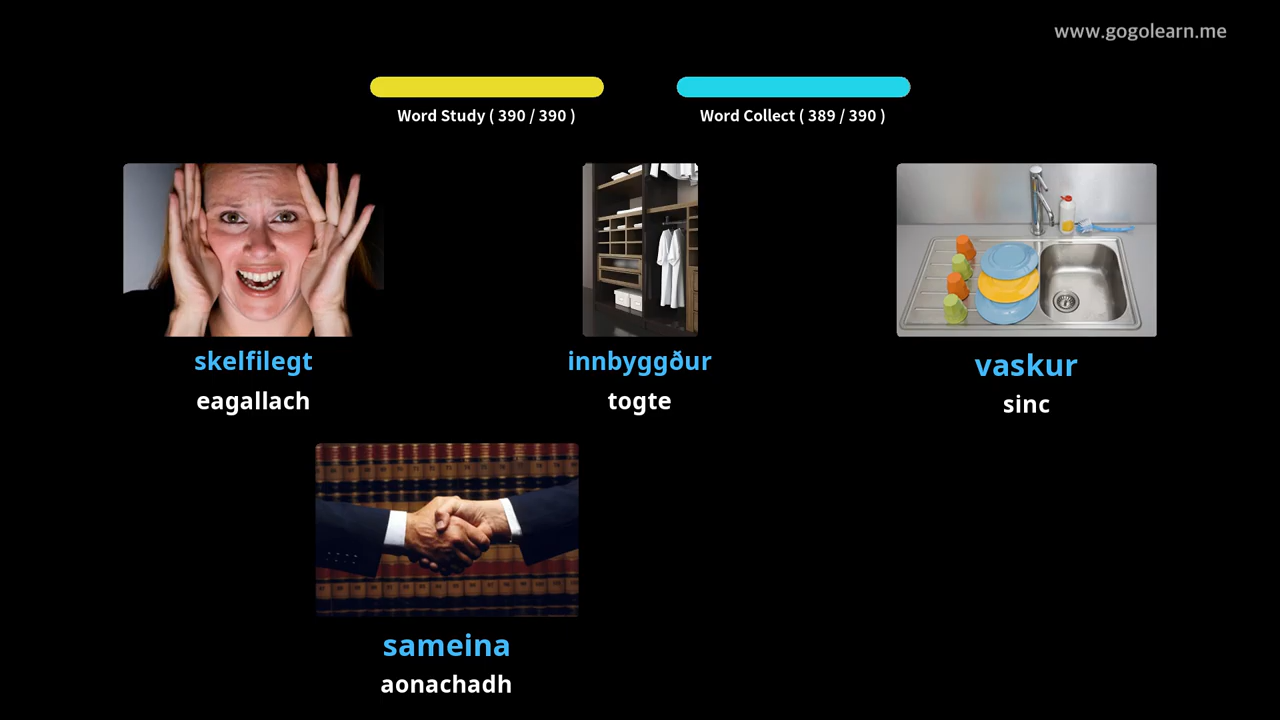 www.gogolearn.me
Word Study ( 390 / 390 )
Word Collect ( 389 / 390 )
skelfilegt
eagallach
innbyggður
togte
vaskur
sinc
sameina
aonachadh